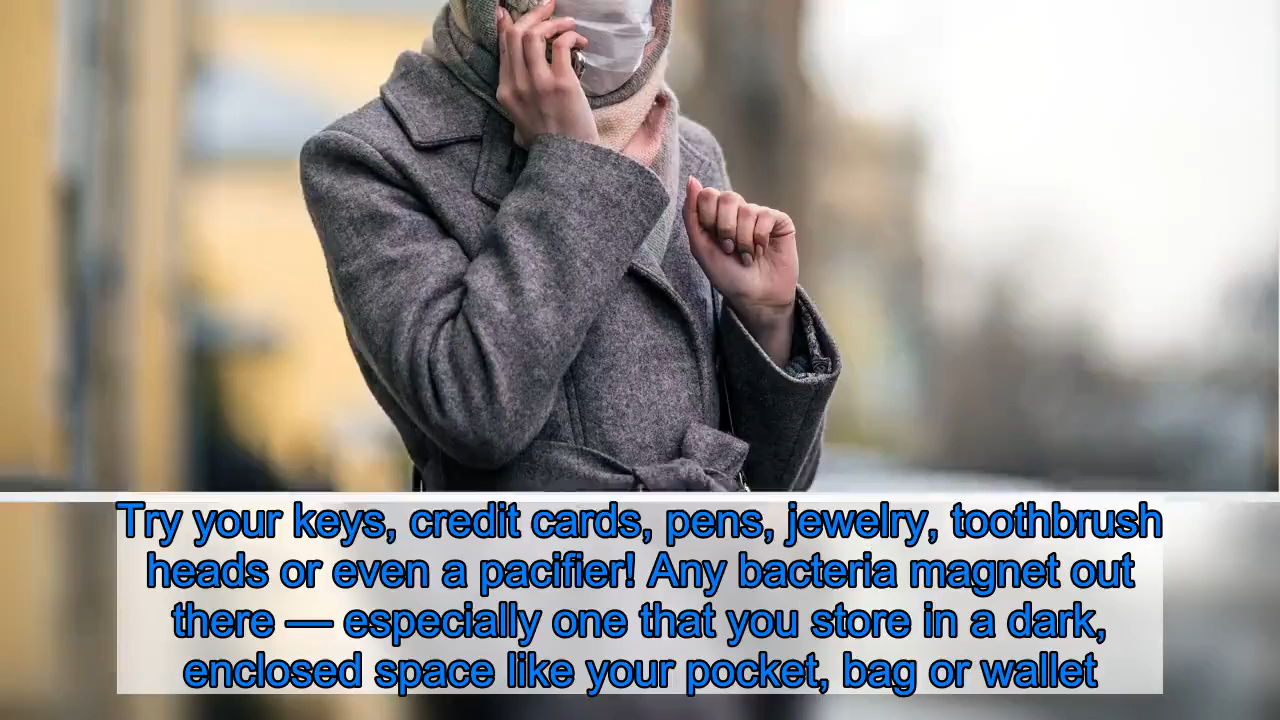 Try your keys, credit cards, pens, jewelry, toothbrush
heads or even a pacifier! Any bacteria magnet out
there — especially one that you store in a dark,
enclosed space like your pocket, bag or wallet